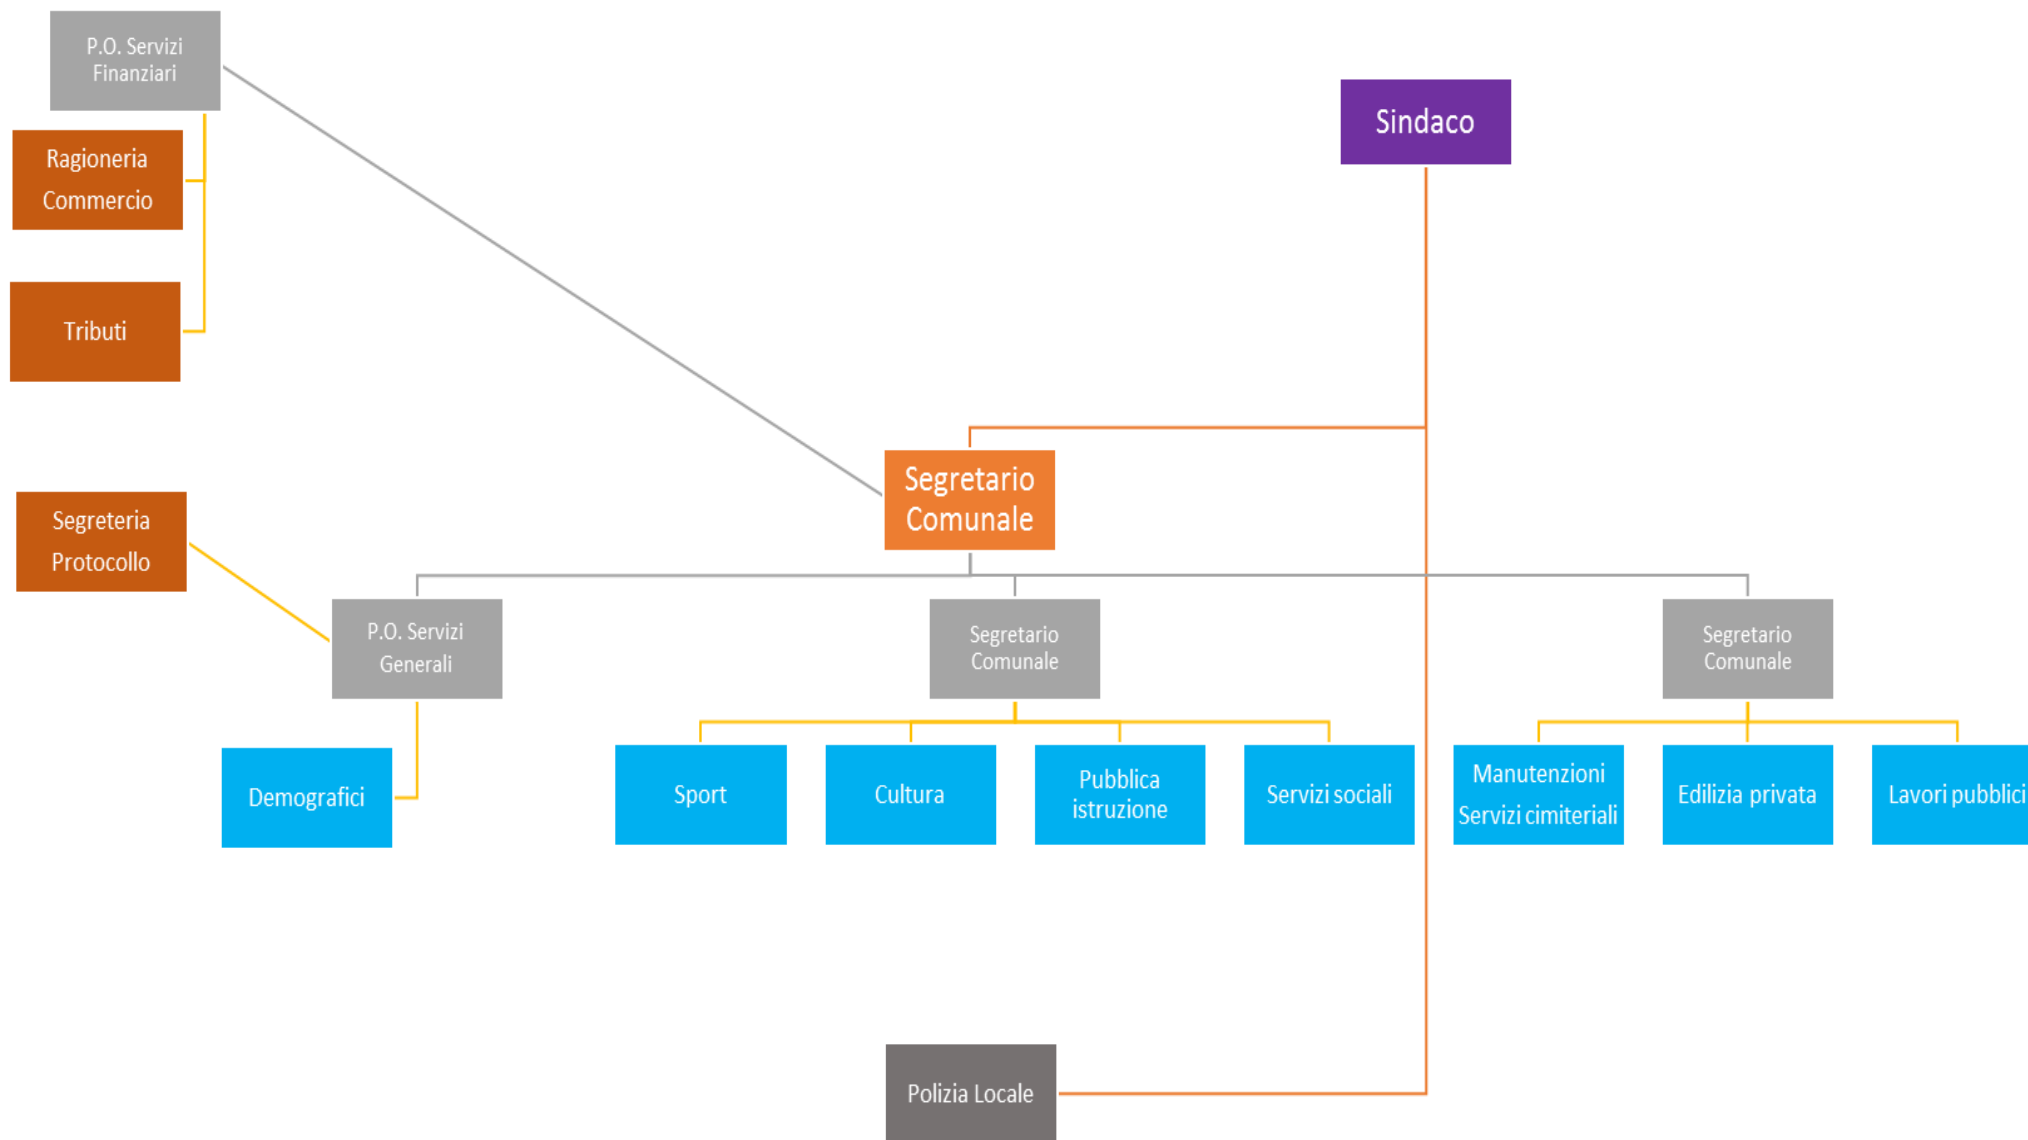 P.O. Servizi
Finanziari
Sindaco
Ragioneria
Commercio
Tributi
Segretario
Comunale
Segreteria
Protocollo
P.O. Servizi
Generali
Segretario
Comunale
Segretario
Comunale
Demografici
Sport
Cultura
Pubblica
istruzione
Servizi sociali
Manutenzioni
Servizi cimiteriali
Edilizia privata
Lavori pubblici
Polizia Locale